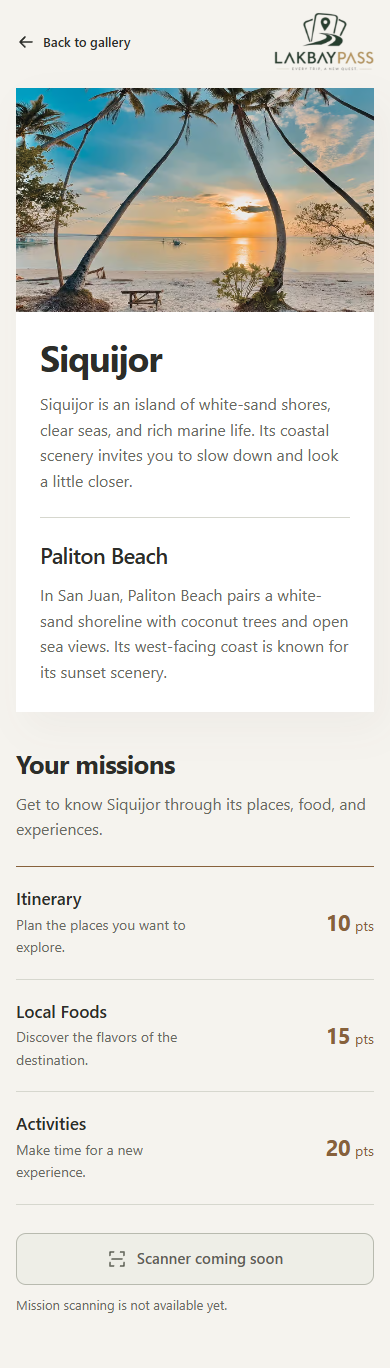 Back to gallery
LAKBAYPASS
Siquijor
Siquijor is an island of white-sand shores,
clear seas, and rich marine life. Its coastal
scenery invites you to slow down and look
a little closer.
Paliton Beach
In San Juan, Paliton Beach pairs a white-
sand shoreline with coconut trees and open
sea views. Its west-facing coast is known for
its sunset scenery.
Your missions
Get to know Siquijor through its places, food, and
experiences.
Itinerary
Plan the places you want to
explore.
10 pts
Local Foods
Discover the flavors of the
destination.
15 pts
Activities
Make time for a new
experience.
20 pts
Scanner coming soon
Mission scanning is not available yet.